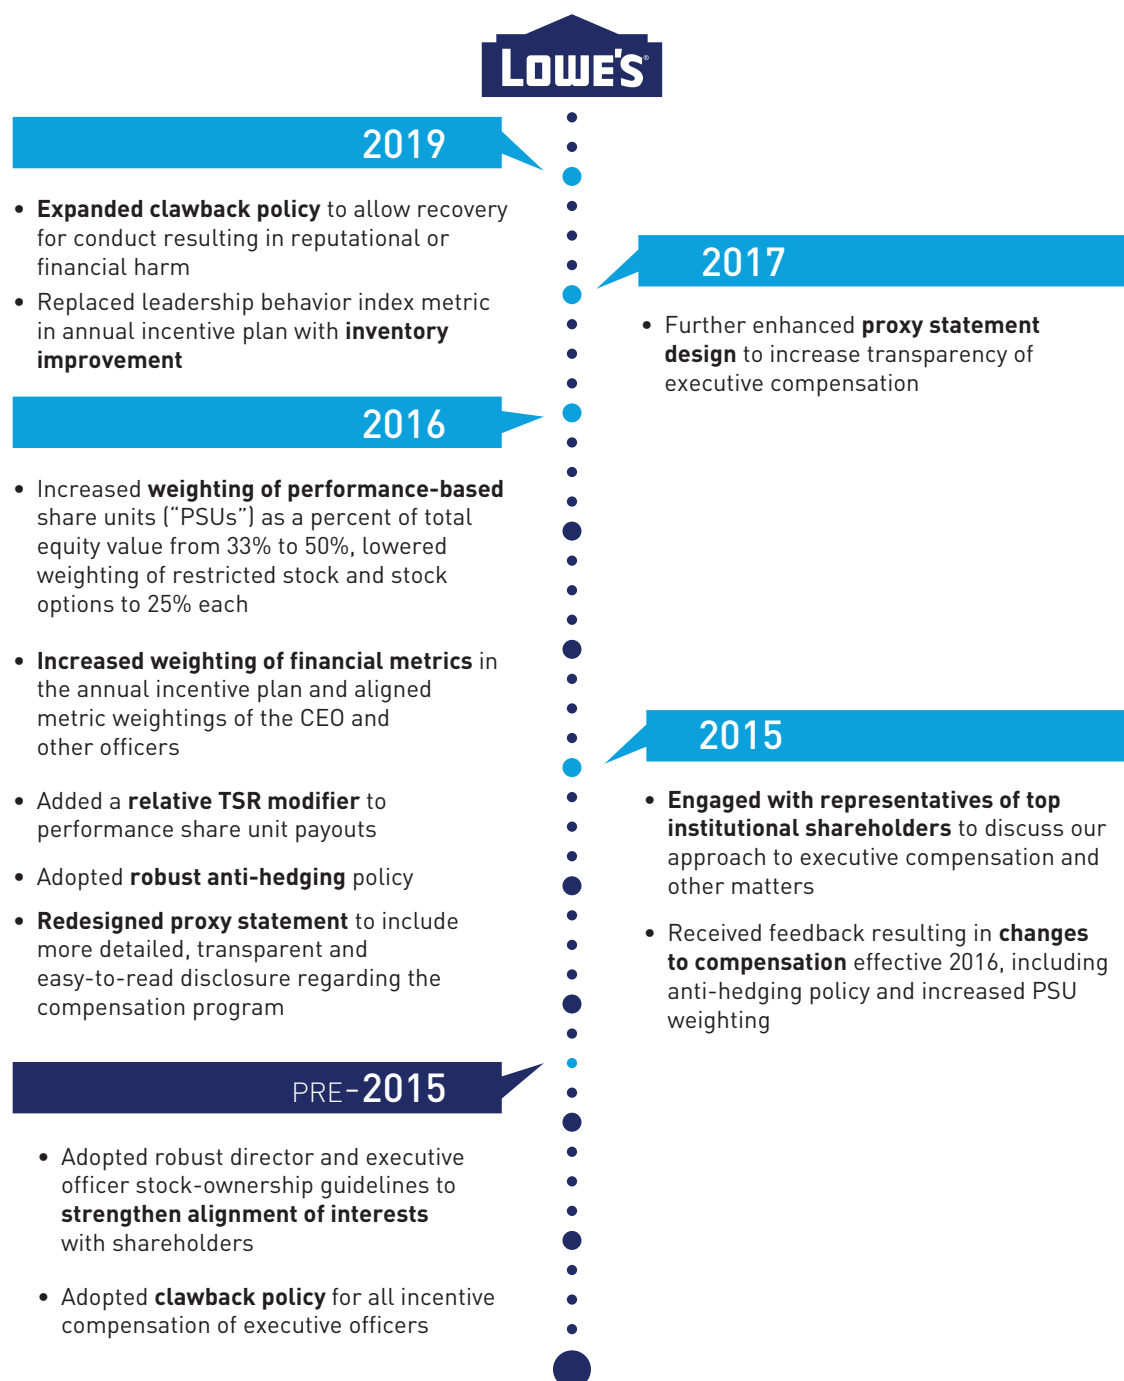 LOWE'S®
2019
• Expanded clawback policy to allow recovery
for conduct resulting in reputational or
financial harm
• Replaced leadership behavior index metric
in annual incentive plan with inventory
improvement
2017
• Further enhanced proxy statement
design to increase transparency of
executive compensation
2016
• Increased weighting of performance-based
share units (“PSUs”) as a percent of total
equity value from 33% to 50%, lowered
weighting of restricted stock and stock
options to 25% each
• Increased weighting of financial metrics in
the annual incentive plan and aligned
metric weightings of the CEO and
other officers
• Added a relative TSR modifier to
performance share unit payouts
• Adopted robust anti-hedging policy
• Redesigned proxy statement to include
more detailed, transparent and
easy-to-read disclosure regarding the
compensation program
2015
• Engaged with representatives of top
institutional shareholders to discuss our
approach to executive compensation and
other matters
• Received feedback resulting in changes
to compensation effective 2016, including
anti-hedging policy and increased PSU
weighting
PRE–2015
• Adopted robust director and executive
officer stock-ownership guidelines to
strengthen alignment of interests
with shareholders
• Adopted clawback policy for all incentive
compensation of executive officers